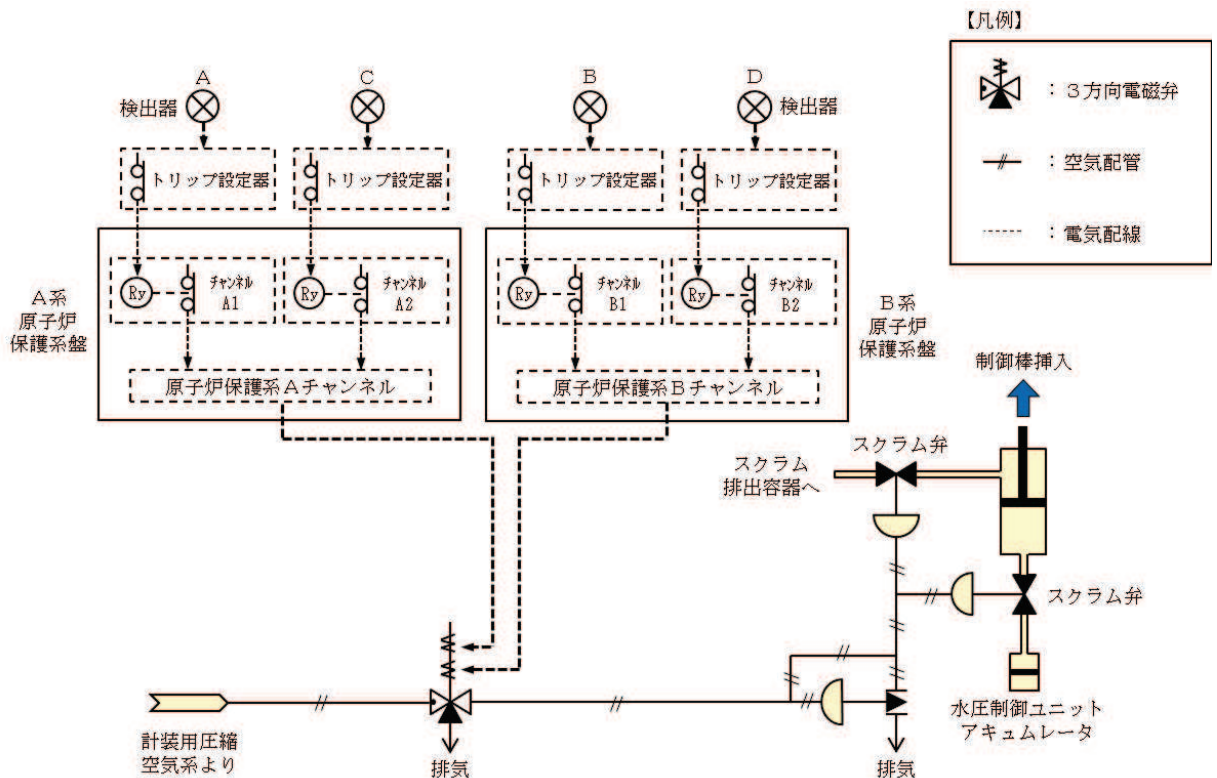 【凡例】
：３方向電磁弁
：空気配管
：電気配線
A
C
B
D
検出器
検出器
トリップ設定器
トリップ設定器
トリップ設定器
トリップ設定器
A系
原子炉
保護系盤
Ry
チャンネル
A1
Ry
チャンネル
A2
Ry
チャンネル
B1
Ry
チャンネル
B2
B系
原子炉
保護系盤
原子炉保護系Aチャンネル
原子炉保護系Bチャンネル
制御棒挿入
スクラム弁
スクラム
排出容器へ
スクラム弁
水圧制御ユニット
アキュムレータ
計装用圧縮
空気系より
排気
排気